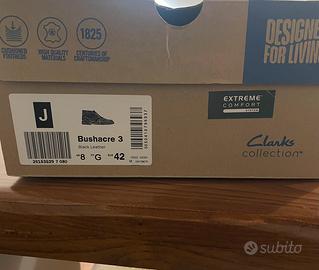 CUSHIONED
HIGH QUALITY
MATERIALS
1825
CENTURIES OF
CRAFTSMANSHIP
DESIGNED
FOR LIVING
J
Bushacre 3
Black Leather
8 G 42
EXTREME
COMFORT
Clarks
collection
subito